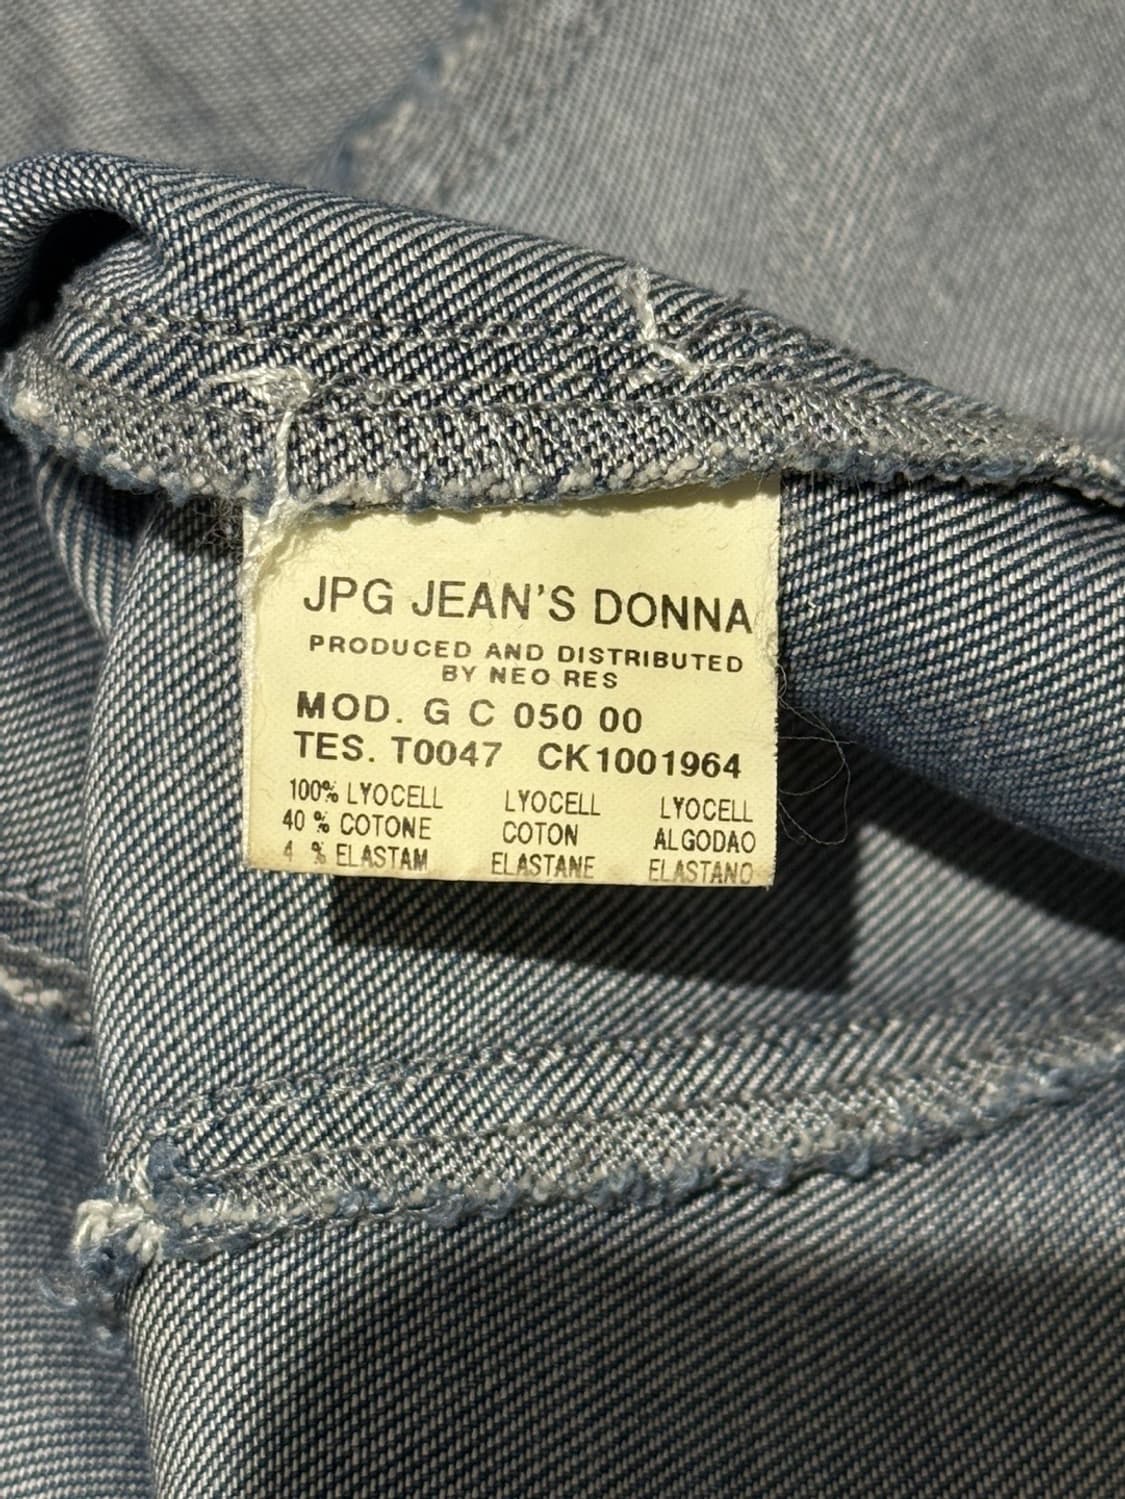 JPG JEAN'S DONNA
PRODUCED AND DISTRIBUTED
BY NEO RES
MOD. G C 050 00
TES. T0047 CK1001964
100% LYOCELL LYOCELL LYOCELL
40 % COTONE COTON ALGODAO
4 % ELASTAM ELASTANE ELASTANO